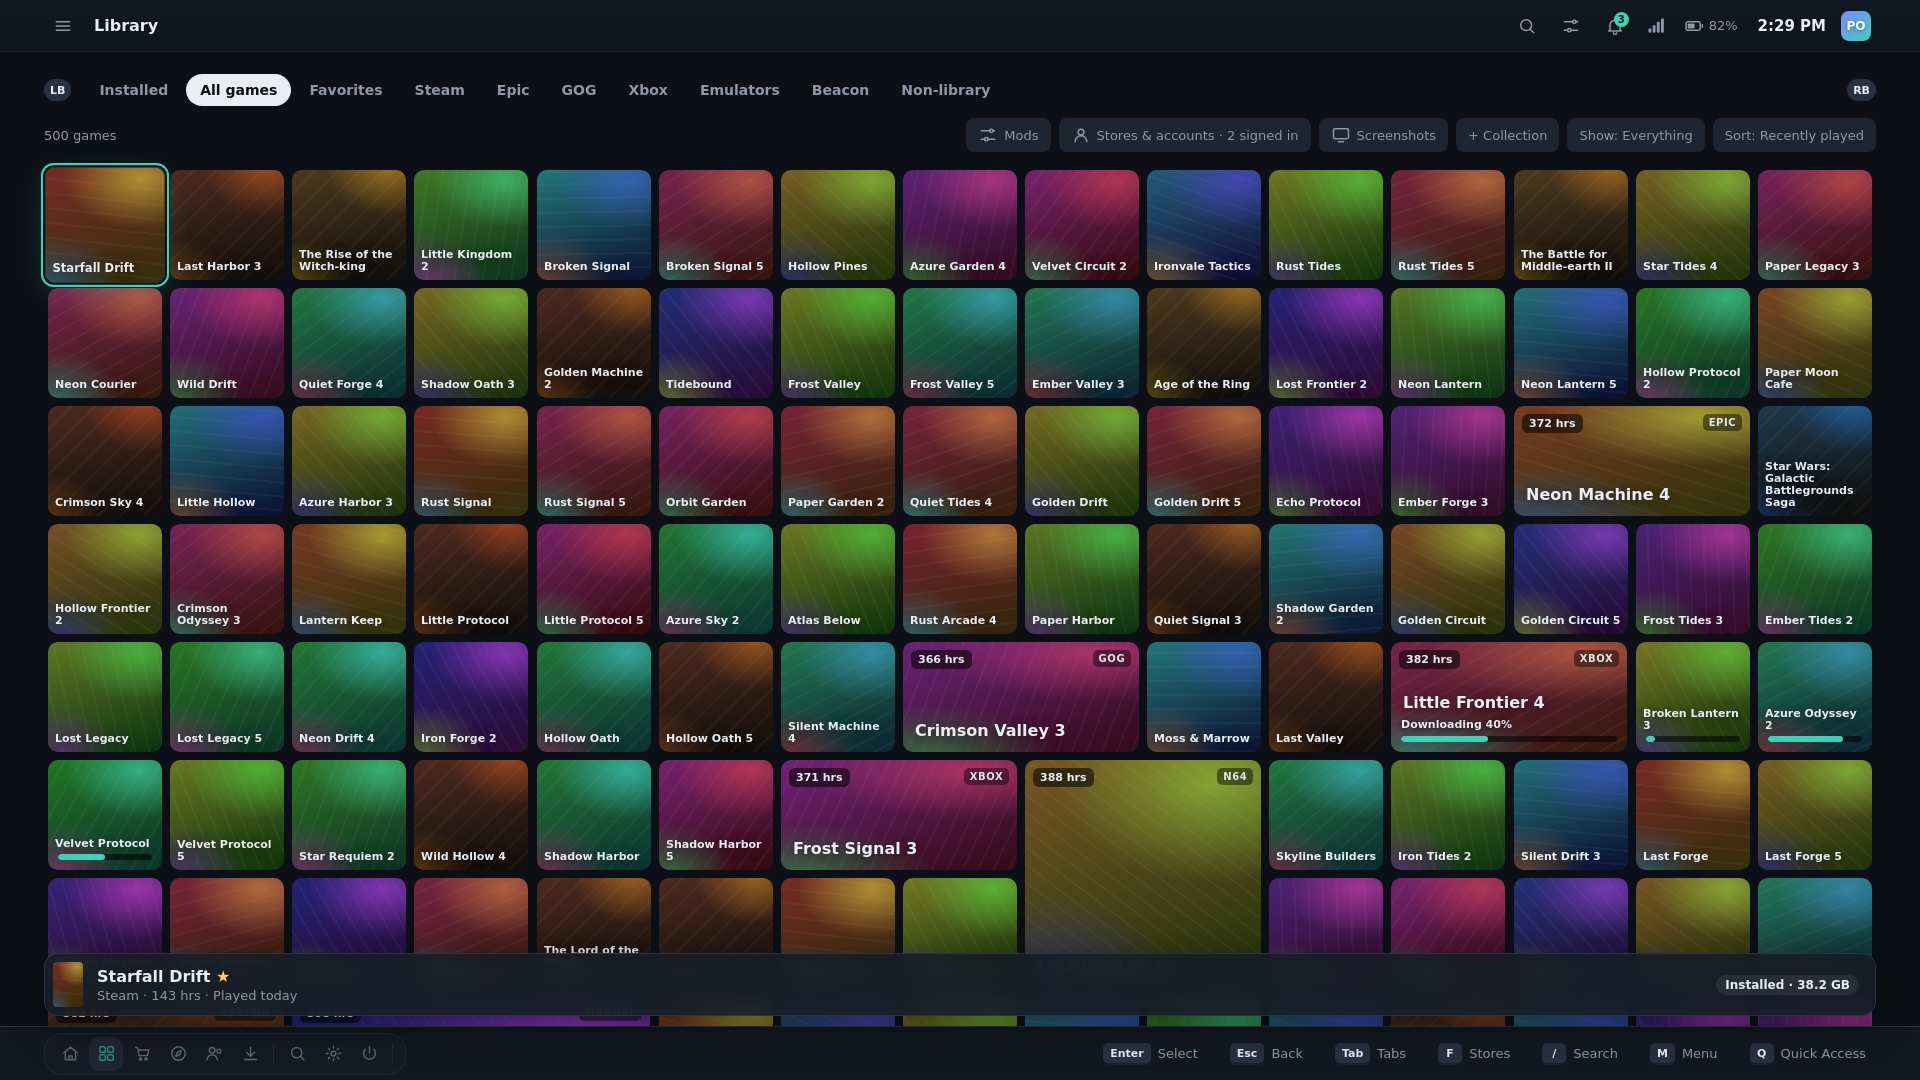 Library
3
82%
2:29 PM
PO
LB
Installed
All games
Favorites
Steam
Epic
GOG
Xbox
Emulators
Beacon
Non-library
RB
500 games
Mods
Stores & accounts · 2 signed in
Screenshots
+ Collection
Show: Everything
Sort: Recently played
Starfall Drift
Last Harbor 3
The Rise of the
Witch-king
Little Kingdom
2
Broken Signal
Broken Signal 5
Hollow Pines
Azure Garden 4
Velvet Circuit 2
Ironvale Tactics
Rust Tides
Rust Tides 5
The Battle for
Middle-earth II
Star Tides 4
Paper Legacy 3
Neon Courier
Wild Drift
Quiet Forge 4
Shadow Oath 3
Golden Machine
2
Tidebound
Frost Valley
Frost Valley 5
Ember Valley 3
Age of the Ring
Lost Frontier 2
Neon Lantern
Neon Lantern 5
Hollow Protocol
2
Paper Moon
Cafe
Crimson Sky 4
Little Hollow
Azure Harbor 3
Rust Signal
Rust Signal 5
Orbit Garden
Paper Garden 2
Quiet Tides 4
Golden Drift
Golden Drift 5
Echo Protocol
Ember Forge 3
372 hrs
EPIC
Neon Machine 4
Star Wars:
Galactic
Battlegrounds
Saga
Hollow Frontier
2
Crimson
Odyssey 3
Lantern Keep
Little Protocol
Little Protocol 5
Azure Sky 2
Atlas Below
Rust Arcade 4
Paper Harbor
Quiet Signal 3
Shadow Garden
2
Golden Circuit
Golden Circuit 5
Frost Tides 3
Ember Tides 2
Lost Legacy
Lost Legacy 5
Neon Drift 4
Iron Forge 2
Hollow Oath
Hollow Oath 5
Silent Machine
4
366 hrs
GOG
Crimson Valley 3
Moss & Marrow
Last Valley
382 hrs
XBOX
Little Frontier 4
Downloading 40%
Broken Lantern
3
Azure Odyssey
2
Velvet Protocol
Velvet Protocol
5
Star Requiem 2
Wild Hollow 4
Shadow Harbor
Shadow Harbor
5
371 hrs
XBOX
Frost Signal 3
388 hrs
N64
Skyline Builders
Iron Tides 2
Silent Drift 3
Last Forge
Last Forge 5
The Lord of the
Starfall Drift ★
Steam · 143 hrs · Played today
Installed · 38.2 GB
Enter
Select
Esc
Back
Tab
Tabs
F
Stores
/
Search
M
Menu
Q
Quick Access